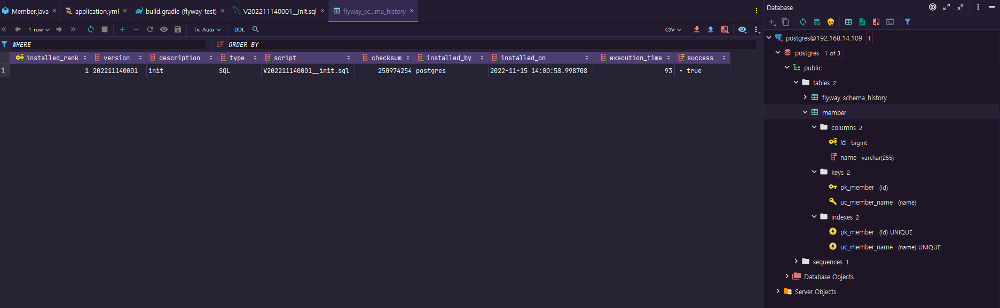 Member.java application.yml build.gradle (flyway-test) V202211140001__init.sql flyway_sc...ma_history
1 row Tx: Auto DDL CSV
WHERE ORDER BY
installed_rank version description type script checksum installed_by installed_on execution_time success
1 1 202211140001 init SQL V202211140001__init.sql 250974254 postgres 2022-11-15 14:00:58.998708 93 true
Database
postgres@192.168.14.109 1
postgres 1 of 3
public
tables 2
flyway_schema_history
member
columns 2
id bigint
name varchar(255)
keys 2
pk_member (id)
uc_member_name (name)
indexes 2
pk_member (id) UNIQUE
uc_member_name (name) UNIQUE
sequences 1
Database Objects
Server Objects